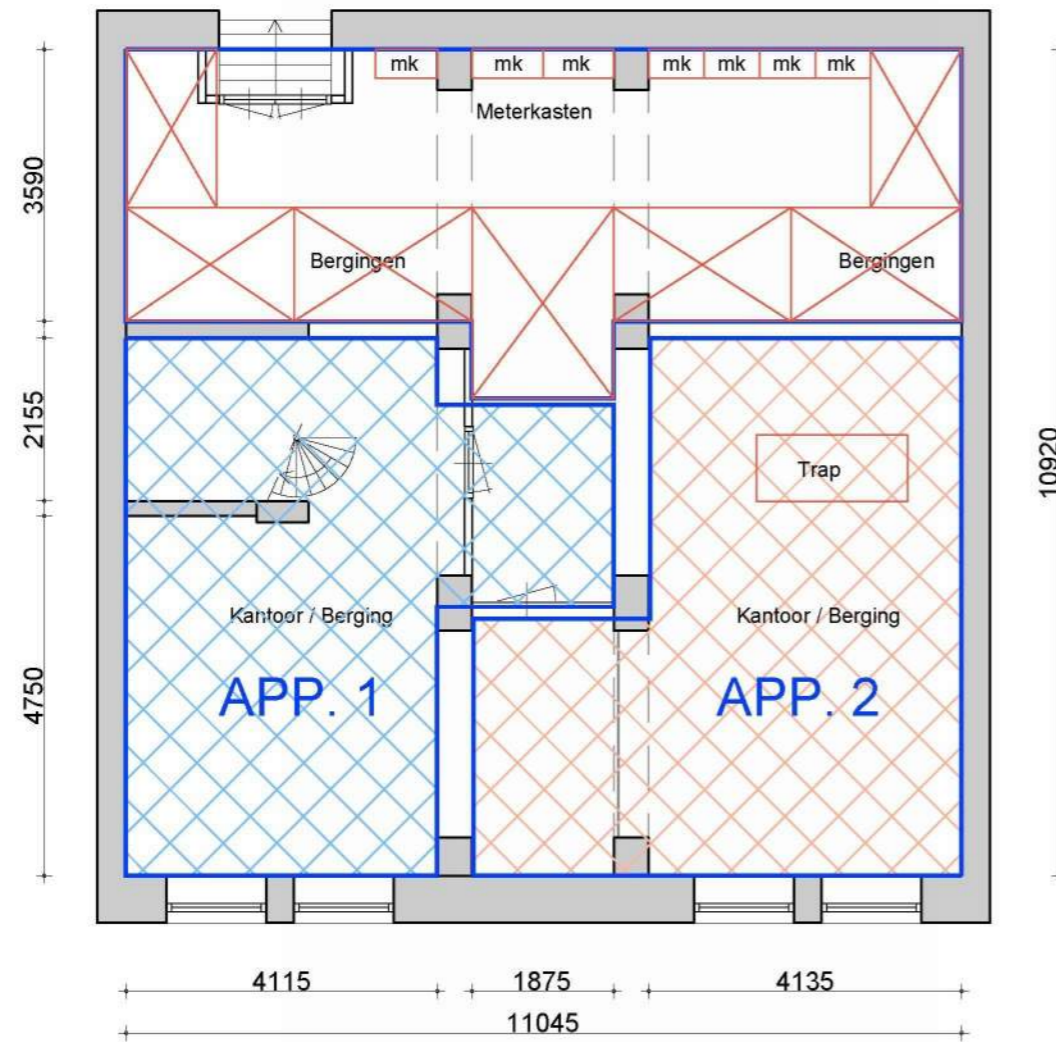 mk
mk
mk
mk
mk
mk
mk
Meterkasten
3590
Bergingen
Bergingen
2155
Trap
10920
Kantoor / Berging
Kantoor / Berging
4750
APP. 1
APP. 2
4115
1875
4135
11045